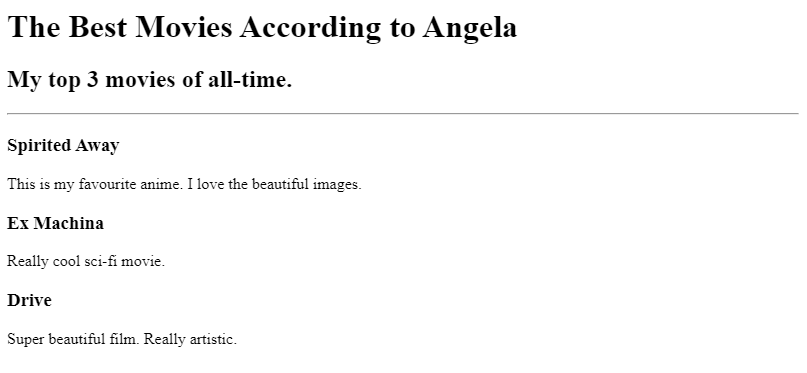 The Best Movies According to Angela
My top 3 movies of all-time.
Spirited Away
This is my favourite anime. I love the beautiful images.
Ex Machina
Really cool sci-fi movie.
Drive
Super beautiful film. Really artistic.